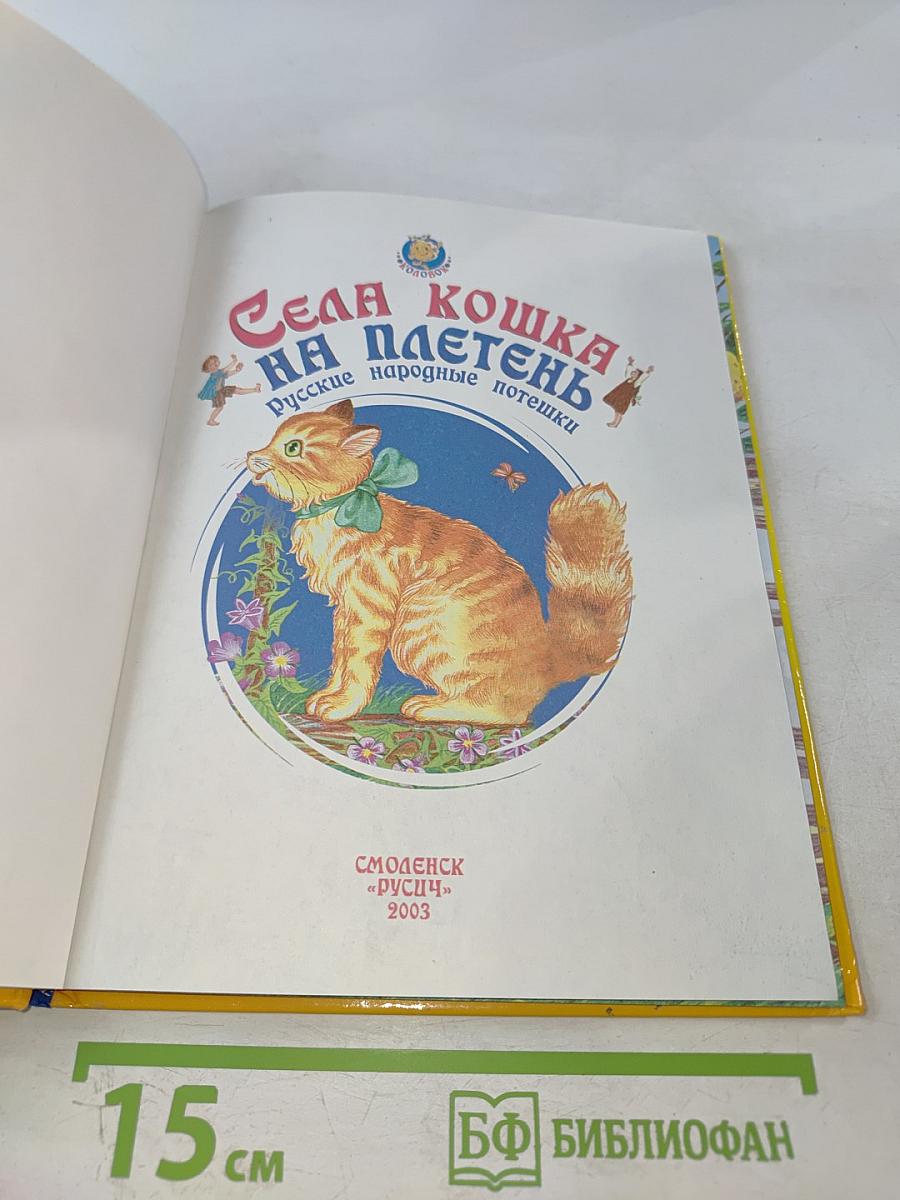 КОЛОБОК
Села кошка
на плетень
Русские народные потешки
СМОЛЕНСК
«РУСИЧ»
2003
15 см
БФ БИБЛИОФАН